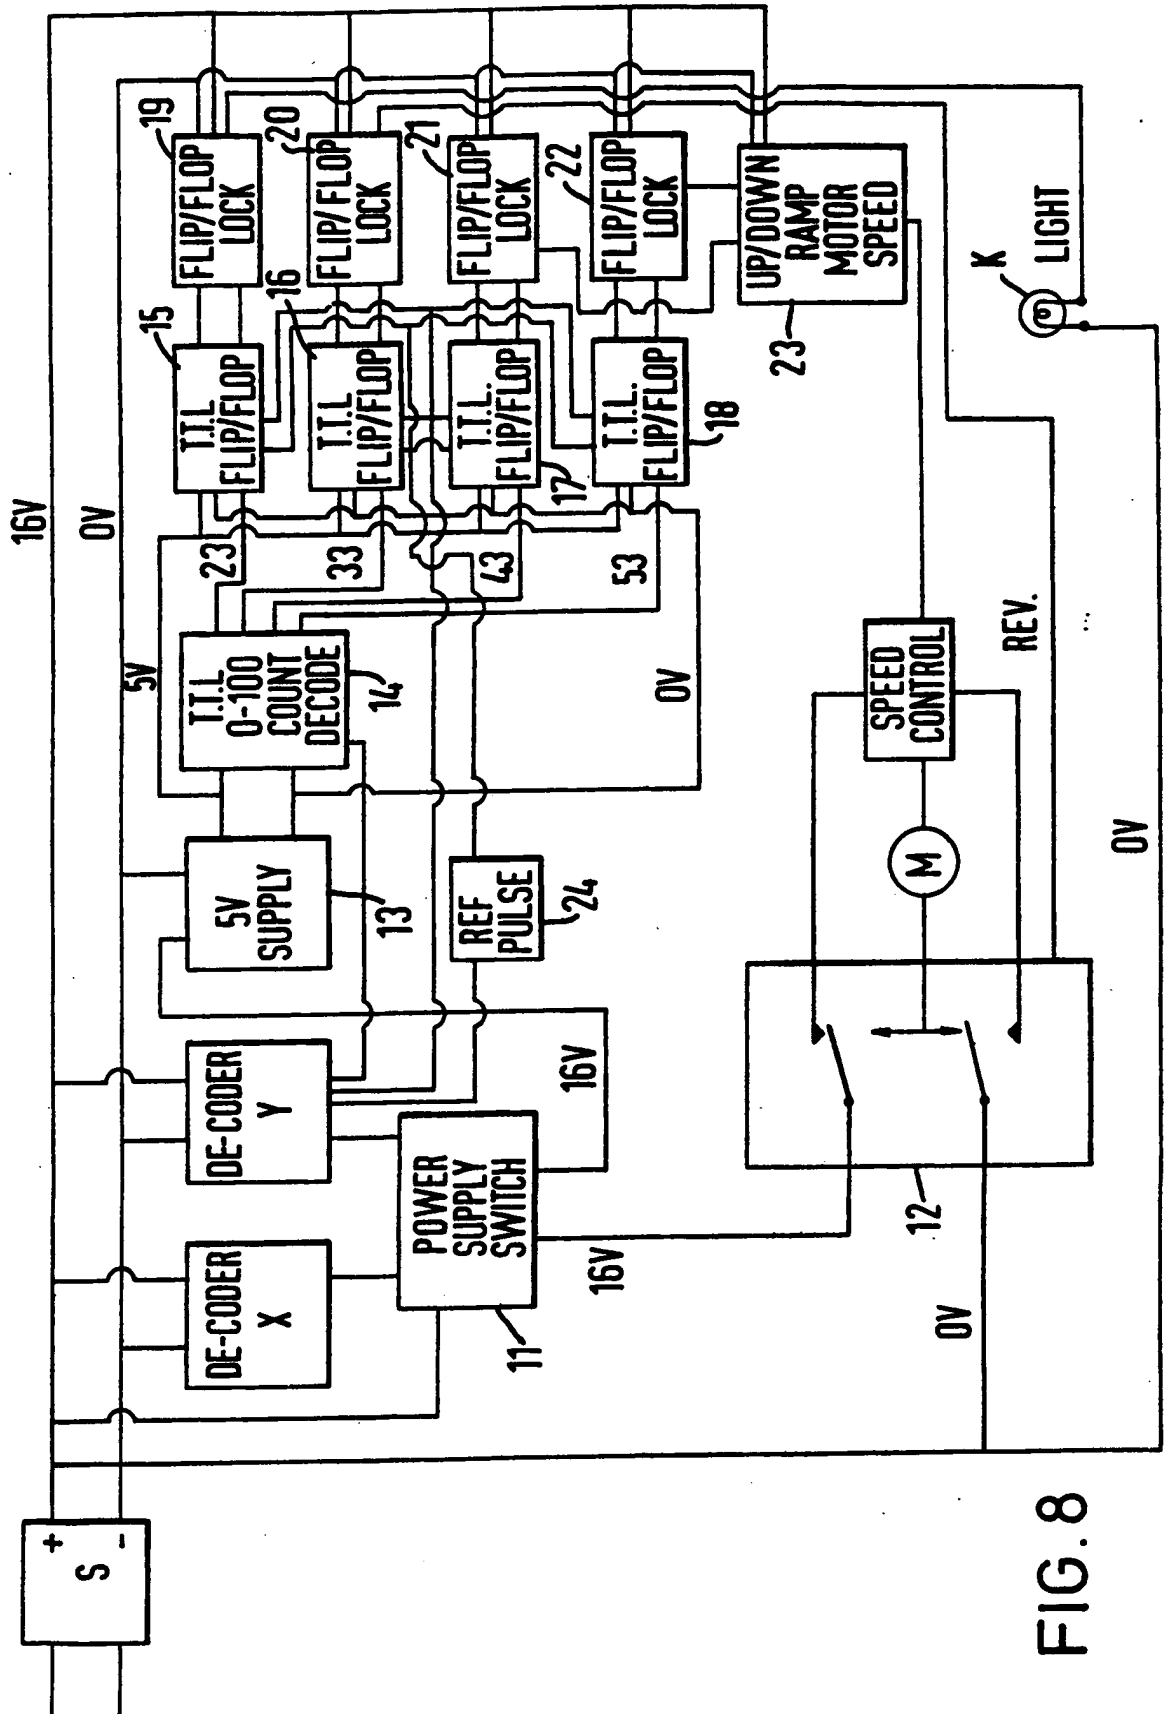 S
+
-
16V
0V
DE-CODER
X
DE-CODER
Y
POWER
SUPPLY
SWITCH
11
16V
16V
5V
SUPPLY
13
REF
PULSE
24
5V
T.T.L
0-100
COUNT
DECODE
14
0V
23
33
43
53
T.T.L
FLIP/FLOP
15
T.T.L
FLIP/FLOP
16
T.T.L.
FLIP/FLOP
17
T.T.L.
FLIP/FLOP
18
FLIP/FLOP
LOCK
19
FLIP/FLOP
LOCK
20
FLIP/FLOP
LOCK
21
FLIP/FLOP
LOCK
22
UP/DOWN
RAMP
MOTOR
SPEED
23
0V
12
M
SPEED
CONTROL
REV.
K
LIGHT
0V
FIG. 8